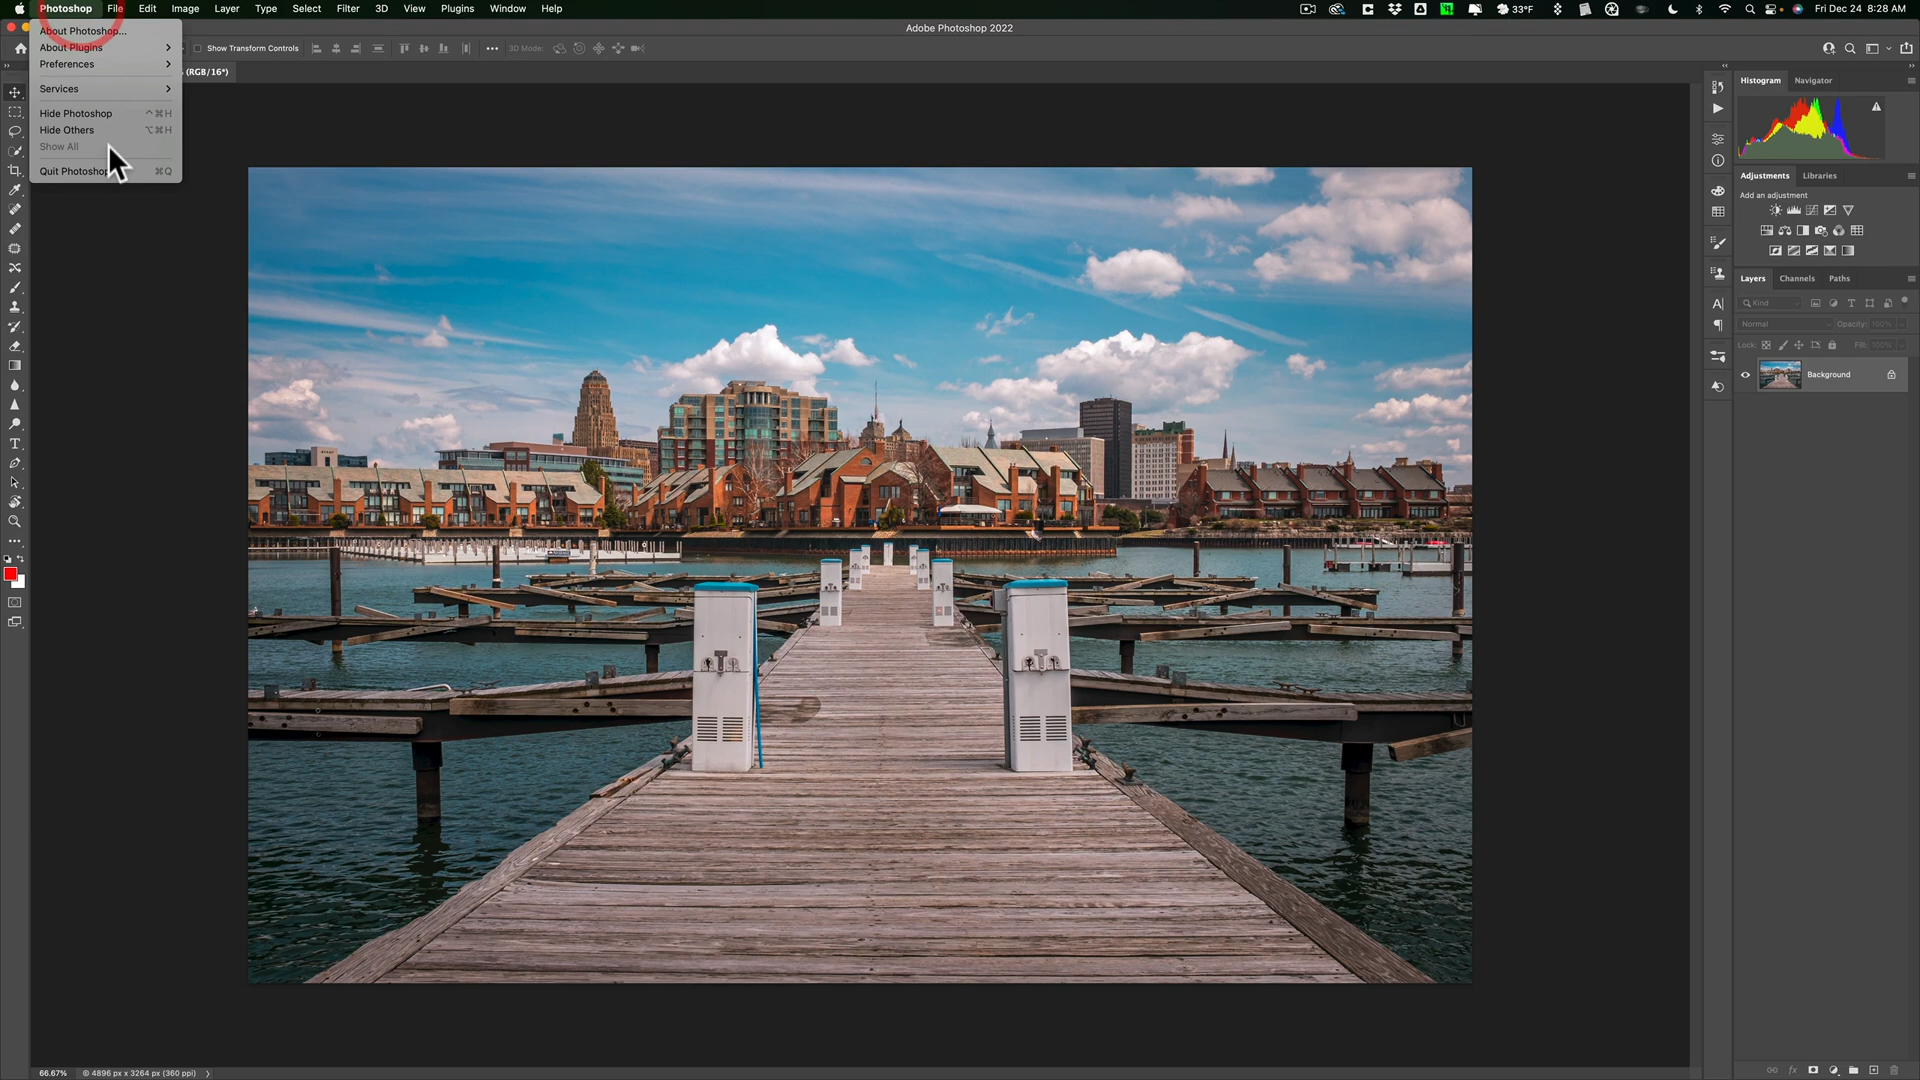 Photoshop File Edit Image Layer Type Select Filter 3D View Plugins Window Help 33°F Fri Dec 24 8:28 AM
Adobe Photoshop 2022
About Photoshop...
About Plugins
Preferences
Services
Hide Photoshop ^⌘H
Hide Others ⌥⌘H
Show All
Quit Photoshop ⌘Q
Show Transform Controls
3D Mode:
(RGB/16*)
Histogram Navigator
Adjustments Libraries
Add an adjustment
Layers Channels Paths
Kind
Normal Opacity: 100%
Lock: Fill: 100%
Background
66.67% 4896 px x 3264 px (360 ppi)